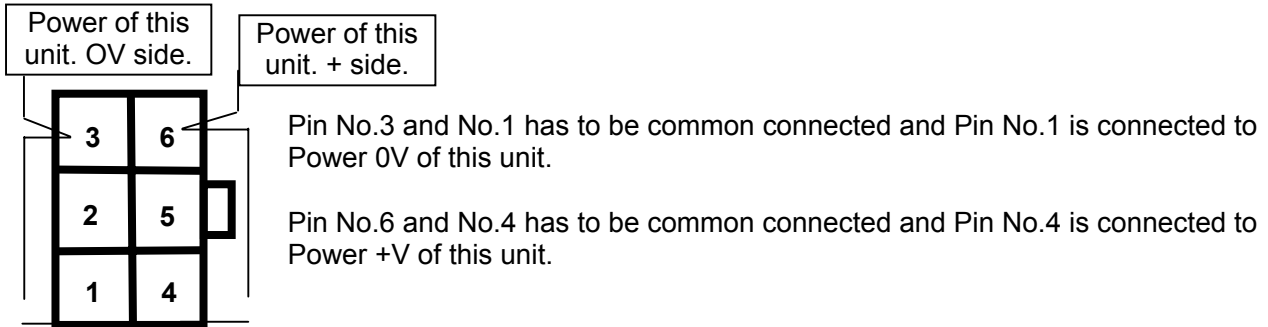 Power of this
unit. OV side.
Power of this
unit. + side.
3 6
2 5
1 4
Pin No.3 and No.1 has to be common connected and Pin No.1 is connected to
Power 0V of this unit.
Pin No.6 and No.4 has to be common connected and Pin No.4 is connected to
Power +V of this unit.